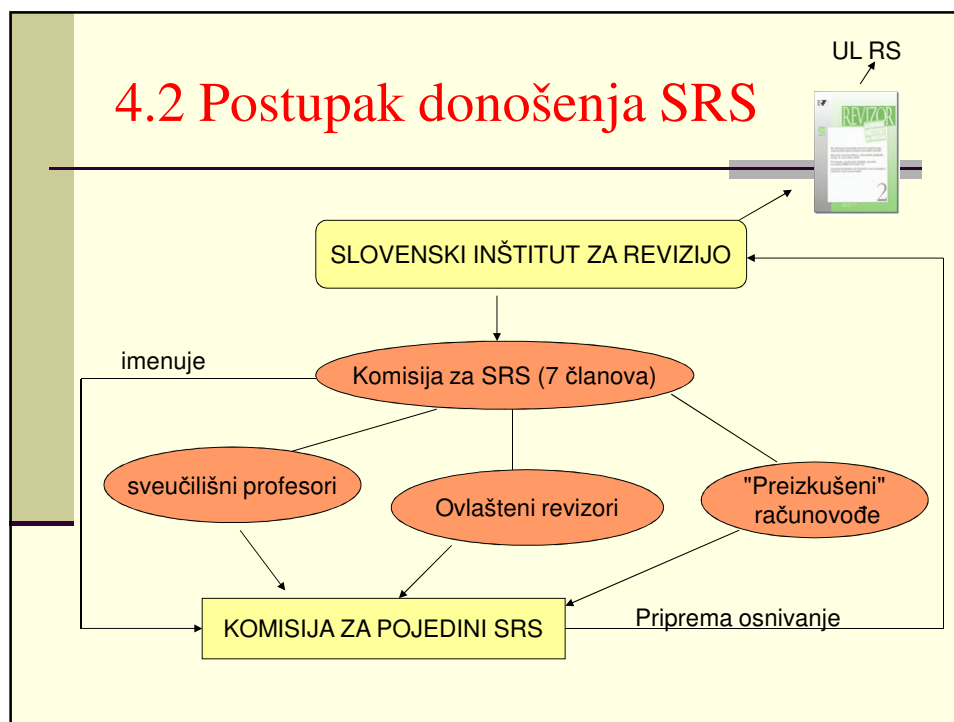 UL RS
4.2 Postupak donošenja SRS
REVIZOR
2
SLOVENSKI INŠTITUT ZA REVIZIJO
imenuje
Komisija za SRS (7 članova)
sveučilišni profesori
Ovlašteni revizori
"Preizkušeni"
računovođe
KOMISIJA ZA POJEDINI SRS
Priprema osnivanje